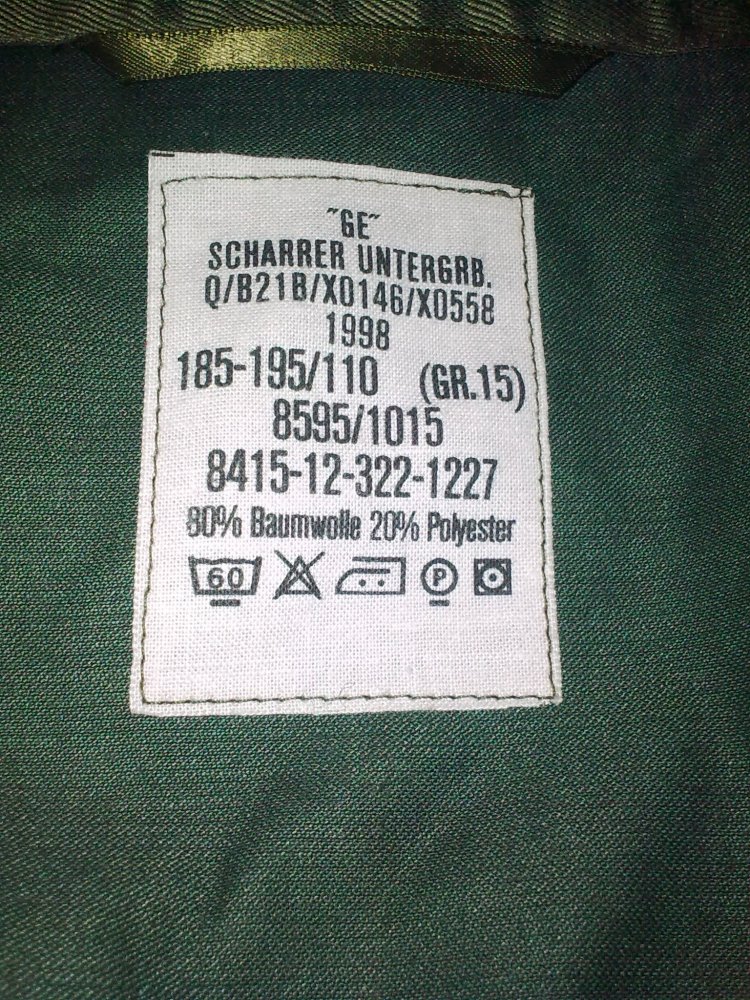 "GE"
SCHARRER UNTERGRB.
Q/B21B/X0146/X0558
1998
185-195/110 (GR.15)
8595/1015
8415-12-322-1227
80% Baumwolle 20% Polyester
60 P